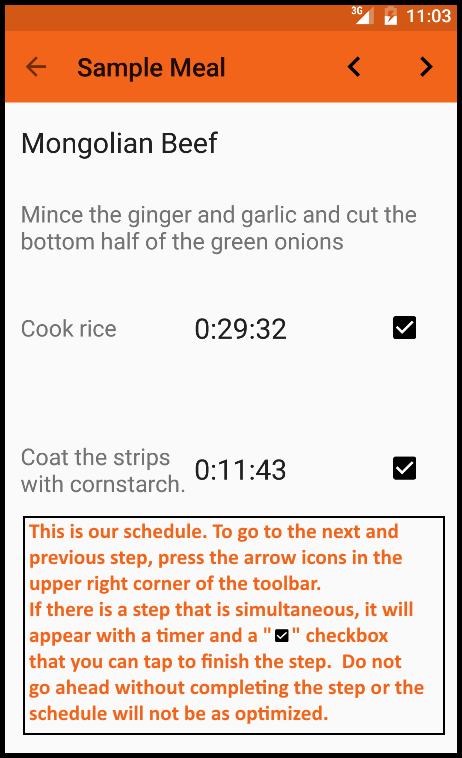 3G 11:03
Sample Meal
Mongolian Beef
Mince the ginger and garlic and cut the
bottom half of the green onions
Cook rice 0:29:32
Coat the strips
with cornstarch. 0:11:43
This is our schedule. To go to the next and
previous step, press the arrow icons in the
upper right corner of the toolbar.
If there is a step that is simultaneous, it will
appear with a timer and a "☑" checkbox
that you can tap to finish the step. Do not
go ahead without completing the step or the
schedule will not be as optimized.